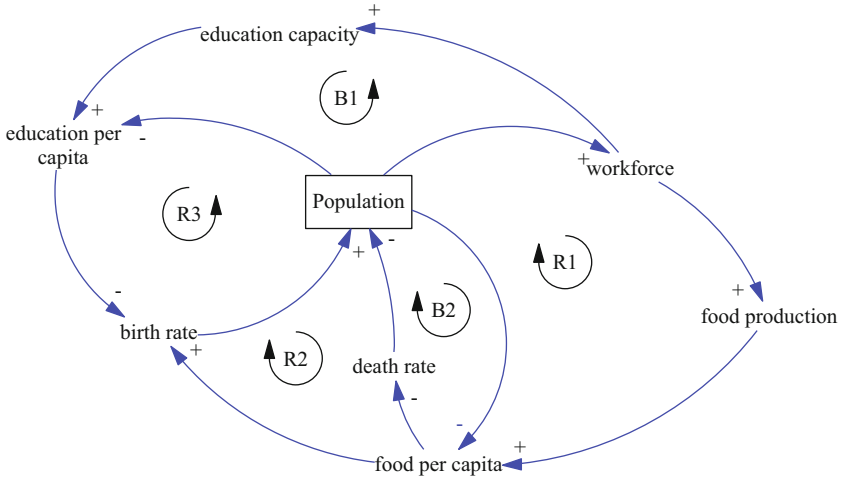 +
education capacity
B1
+
education per
capita
-
+
workforce
Population
R3
-
+
R1
-
+
food production
B2
birth rate
+
R2
death rate
-
-
+
food per capita